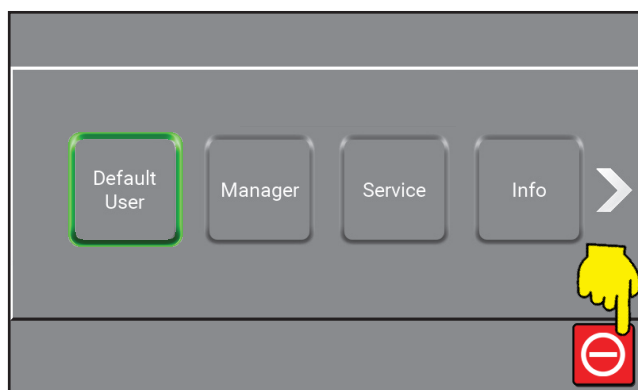 Default
User
Manager
Service
Info